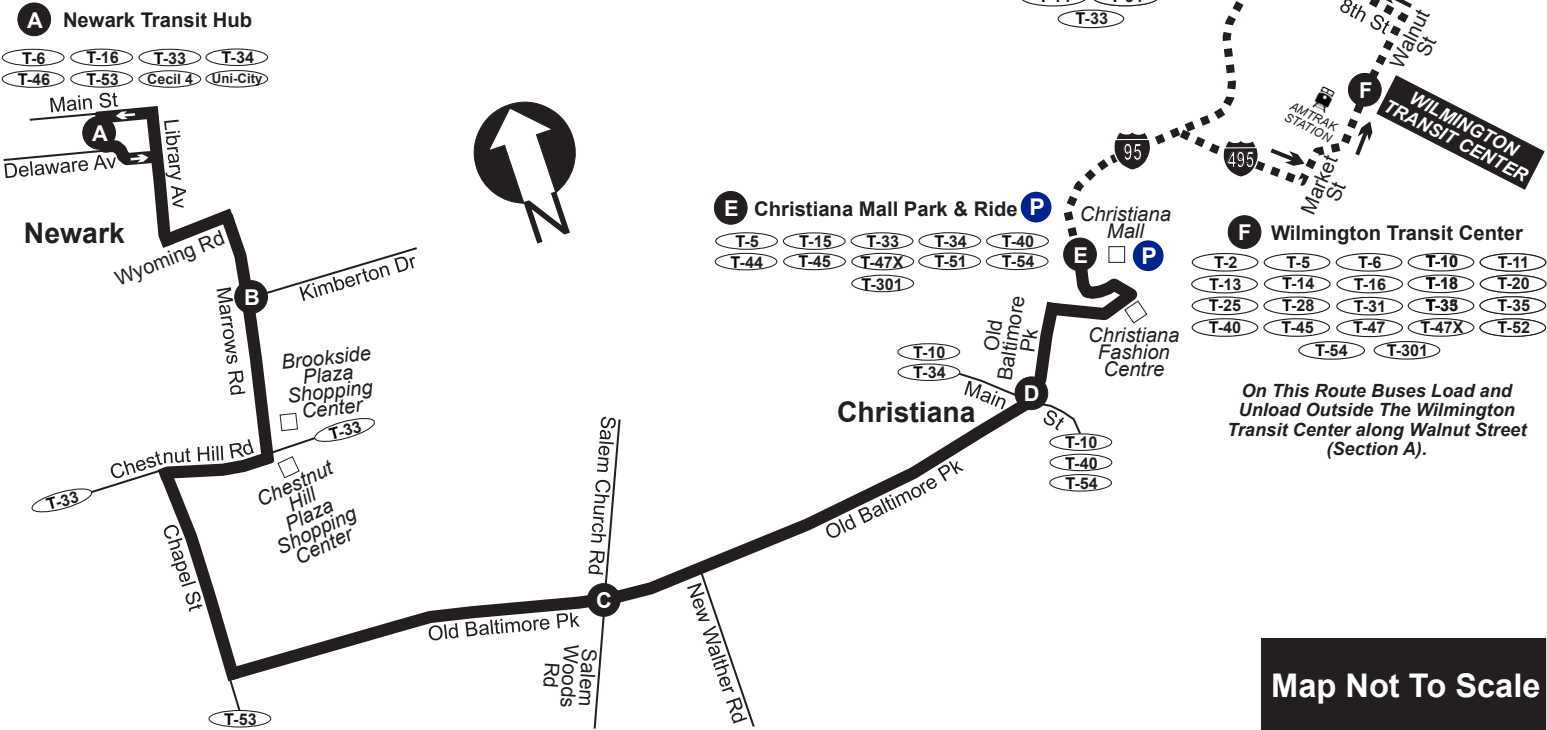 A Newark Transit Hub
T-6 T-16 T-33 T-34
T-46 T-53 Cecil 4 Uni-City
Main St
A
Delaware Av
Library Av
Newark
Wyoming Rd
B
Kimberton Dr
Marrows Rd
Brookside
Plaza
Shopping
Center
T-33
Chestnut Hill Rd
T-33
Chestnut
Hill
Plaza
Shopping
Center
Chapel St
T-53
Old Baltimore Pk
C
Salem Church Rd
Salem
Woods
Rd
New Walther Rd
Old Baltimore Pk
N
Christiana
T-10
T-34
Main
St
D
T-10
T-40
T-54
Old
Baltimore
Pk
Christiana
Fashion
Centre
E Christiana Mall Park & Ride P
T-5 T-15 T-33 T-34 T-40
T-44 T-45 T-47X T-51 T-54
T-301
E
Christiana
Mall
P
95
495
T-33
8th St
Walnut
St
F
AMTRAK
STATION
WILMINGTON
TRANSIT CENTER
Market
St
F Wilmington Transit Center
T-2 T-5 T-6 T-10 T-11
T-13 T-14 T-16 T-18 T-20
T-25 T-28 T-31 T-35
T-40 T-45 T-47 T-47X T-52
T-54 T-301
On This Route Buses Load and
Unload Outside The Wilmington
Transit Center along Walnut Street
(Section A).
Map Not To Scale